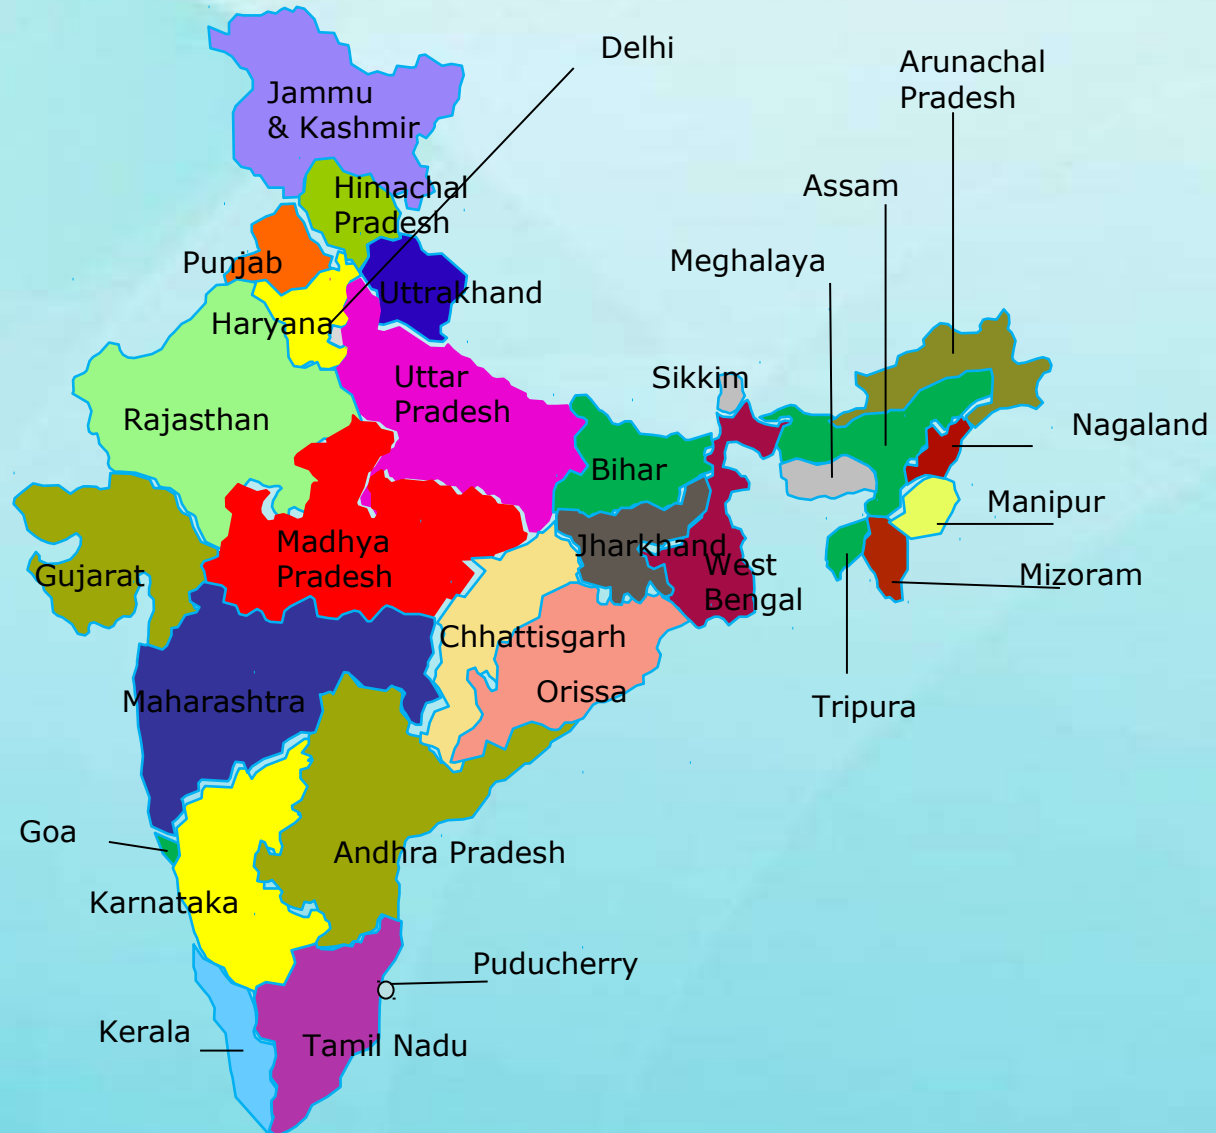 Delhi
Arunachal
Pradesh
Jammu
& Kashmir
Himachal
Pradesh
Assam
Punjab
Meghalaya
Uttrakhand
Haryana
Sikkim
Uttar
Pradesh
Rajasthan
Nagaland
Bihar
Manipur
Madhya
Pradesh
Jharkhand
Gujarat
West
Bengal
Mizoram
Chhattisgarh
Orissa
Maharashtra
Tripura
Goa
Andhra Pradesh
Karnataka
Puducherry
Kerala
Tamil Nadu